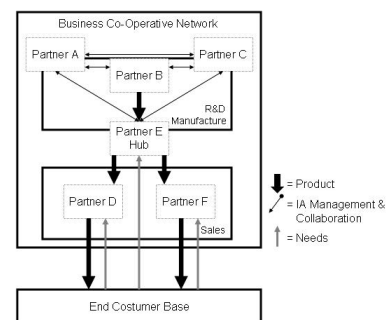 Business Co-Operative Network
Partner A
Partner C
Partner B
R&D
Manufacture
Partner E
Hub
Partner D
Partner F
Sales
= Product
= IA Management &
Collaboration
= Needs
End Costumer Base